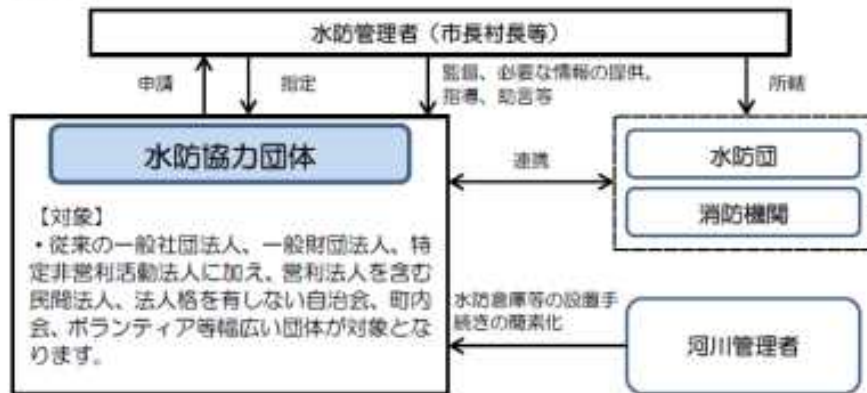 水防管理者（市長村長等）
申請
指定
監督、必要な情報の提供、
指導、助言等
所轄
水防協力団体
【対象】
・従来の一般社団法人、一般財団法人、特
定非営利活動法人に加え、営利法人を含む
民間法人、法人格を有しない自治会、町内
会、ボランティア等幅広い団体が対象とな
ります。
連携
水防団
消防機関
水防倉庫等の設置手
続きの簡素化
河川管理者